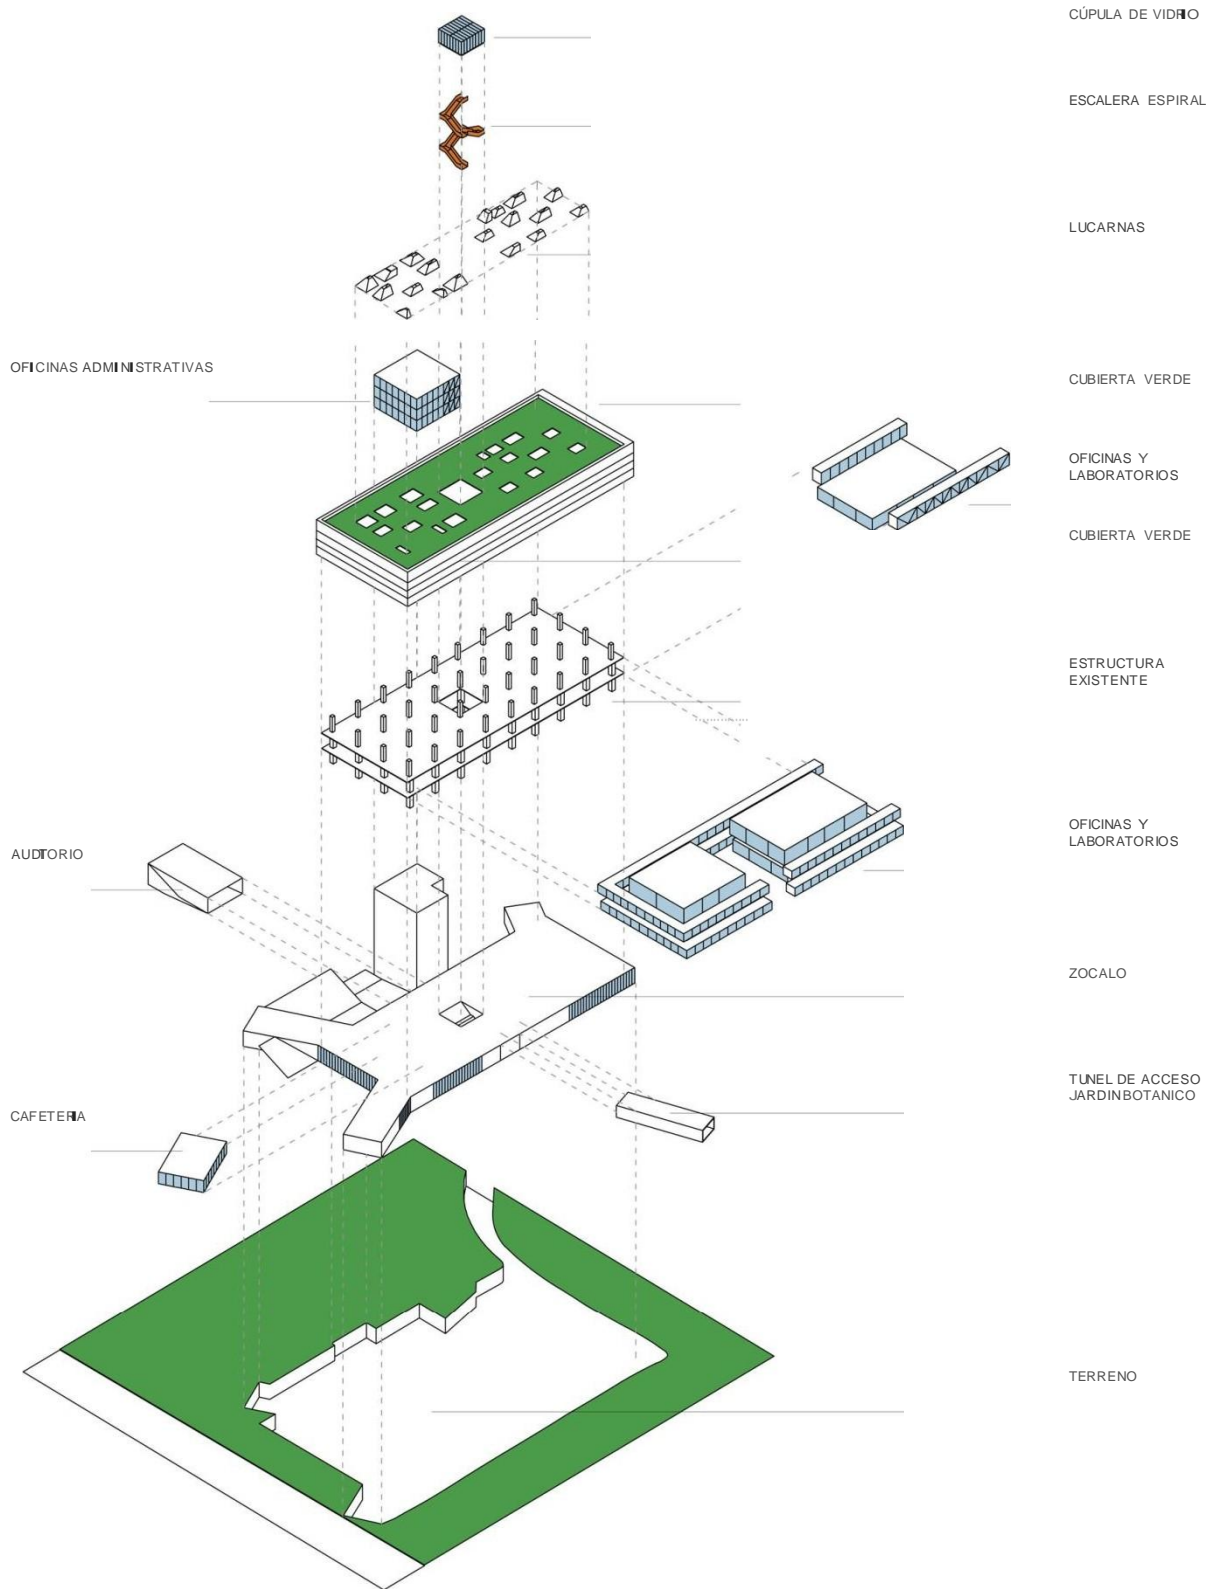 CÚPULA DE VIDRIO
ESCALERA ESPIRAL
LUCARNAS
OFICINAS ADMINISTRATIVAS
CUBIERTA VERDE
OFICINAS Y
LABORATORIOS
CUBIERTA VERDE
ESTRUCTURA
EXISTENTE
OFICINAS Y
LABORATORIOS
AUDITORIO
ZOCALO
TUNEL DE ACCESO
JARDINBOTANICO
CAFETERIA
TERRENO